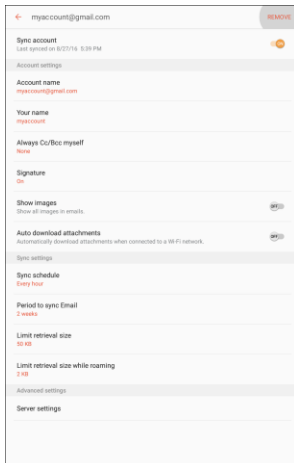 myaccount@gmail.com REMOVE
Sync account
Last synced on 8/27/16 5:39 PM
ON
Account settings
Account name
myaccount@gmail.com
Your name
myaccount
Always Cc/Bcc myself
None
Signature
On
Show images
Show all images in emails.
OFF
Auto download attachments
Automatically download attachments when connected to a Wi-Fi network.
OFF
Sync settings
Sync schedule
Every hour
Period to sync Email
2 weeks
Limit retrieval size
50 KB
Limit retrieval size while roaming
2 KB
Advanced settings
Server settings